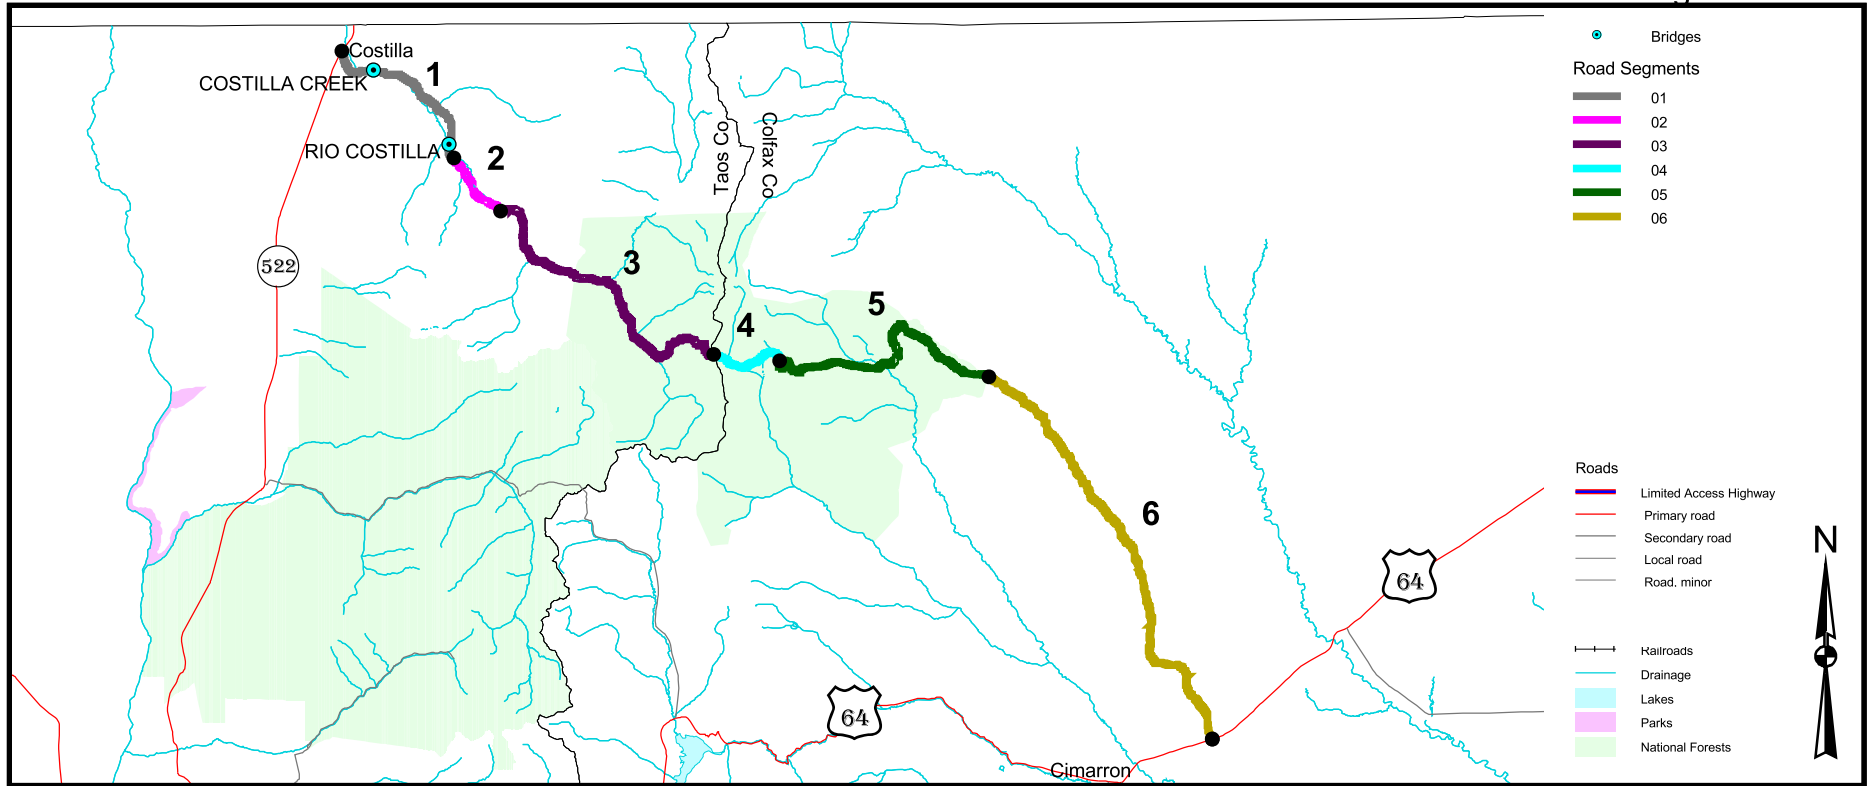 Costilla
COSTILLA CREEK
1
RIO COSTILLA
2
Taos Co
Colfax Co
522
3
4
5
6
64
64
Cimarron
Bridges
Road Segments
01
02
03
04
05
06
Roads
Limited Access Highway
Primary road
Secondary road
Local road
Road, minor
Railroads
Drainage
Lakes
Parks
National Forests
N